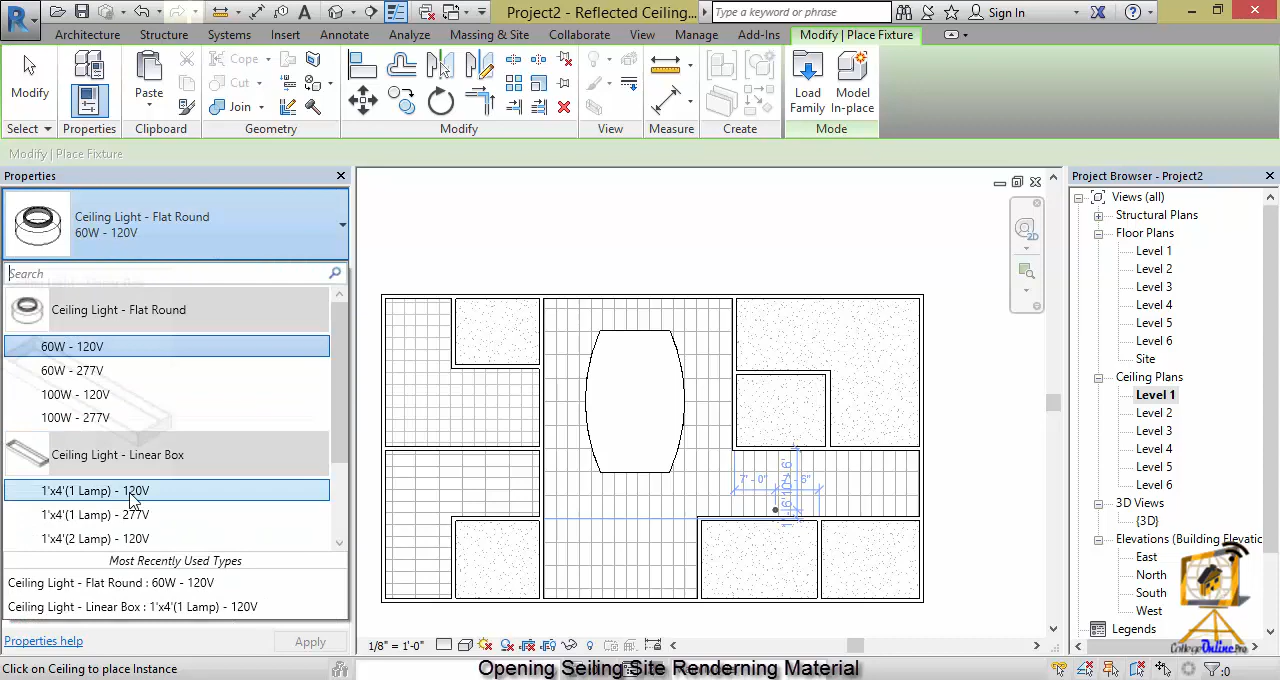 Project2 - Reflected Ceiling...
Type a keyword or phrase
Sign In
Architecture Structure Systems Insert Annotate Analyze Massing & Site Collaborate View Manage Add-Ins Modify | Place Fixture
Modify
Paste
Cope
Cut
Join
Load Family
Model In-place
Select Properties Clipboard Geometry Modify View Measure Create Mode
Modify | Place Fixture
Properties
Ceiling Light - Flat Round
60W - 120V
Search
Ceiling Light - Flat Round
60W - 120V
60W - 277V
100W - 120V
100W - 277V
Ceiling Light - Linear Box
1'x4'(1 Lamp) - 120V
1'x4'(1 Lamp) - 277V
1'x4'(2 Lamp) - 120V
Most Recently Used Types
Ceiling Light - Flat Round : 60W - 120V
Ceiling Light - Linear Box : 1'x4'(1 Lamp) - 120V
Properties help
Apply
Click on Ceiling to place Instance
2D
7' - 0"
1/8" = 1'-0"
:0
Project Browser - Project2
Views (all)
Structural Plans
Floor Plans
Level 1
Level 2
Level 3
Level 4
Level 5
Level 6
Site
Ceiling Plans
Level 1
Level 2
Level 3
Level 4
Level 5
Level 6
3D Views
{3D}
Elevations (Building Elevatic
East
North
South
West
Legends
CollegeOnline.Pro
Opening Seiling Site Renderning Material